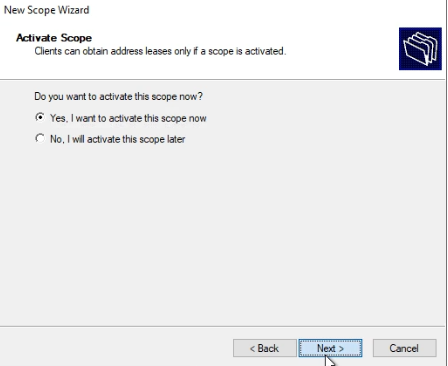 New Scope Wizard
Activate Scope
Clients can obtain address leases only if a scope is activated.
Do you want to activate this scope now?
Yes, I want to activate this scope now
No, I will activate this scope later
< Back Next > Cancel